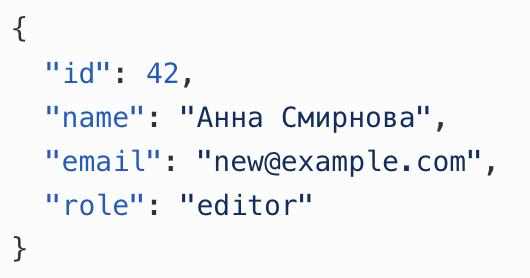 {
  "id": 42,
  "name": "Анна Смирнова",
  "email": "new@example.com",
  "role": "editor"
}